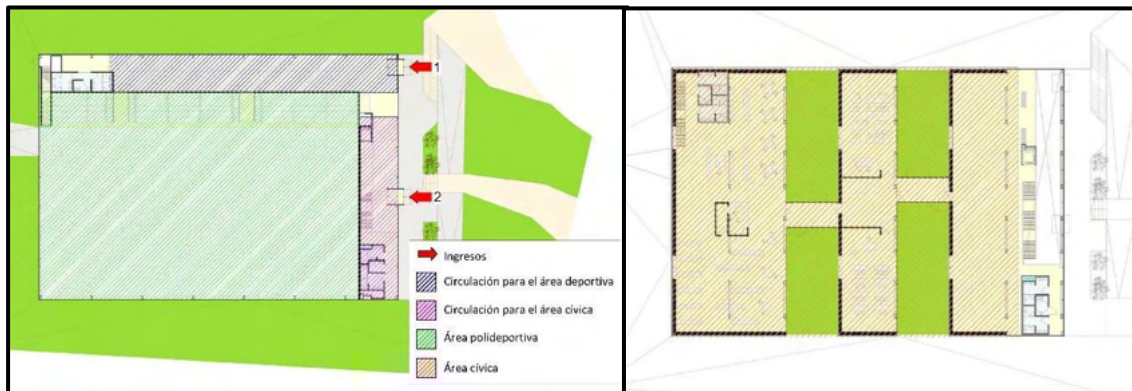 1
2
Ingresos
Circulación para el área deportiva
Circulación para el área cívica
Área polideportiva
Área cívica